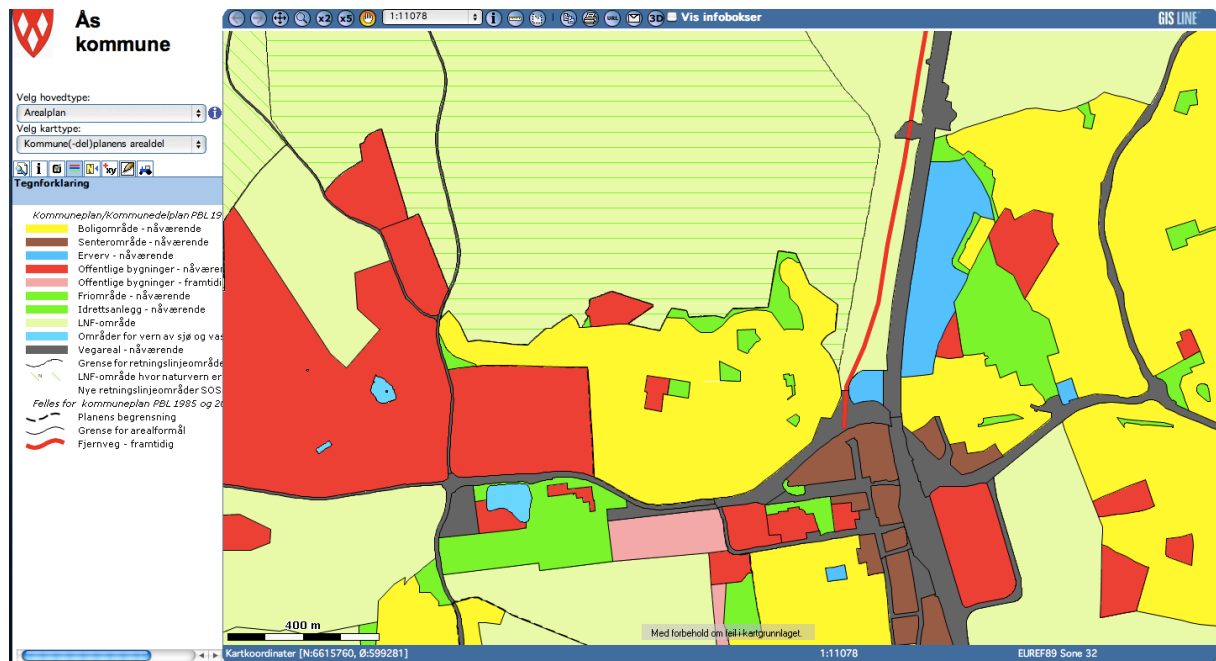 Ås
kommune
x2
x5
1:11078
URL
3D
Vis infobokser
GIS LINE
Velg hovedtype:
Arealplan
Velg karttype:
Kommune(-del)planens arealdel
Tegnforklaring
Kommuneplan/Kommunedelplan PBL 19
Boligområde - nåværende
Senterområde - nåværende
Erverv - nåværende
Offentlige bygninger - nåværen
Offentlige bygninger - framtidi
Friområde - nåværende
Idrettsanlegg - nåværende
LNF-område
Områder for vern av sjø og vas
Vegareal - nåværende
Grense for retningslinjeområde
LNF-område hvor naturvern er
Nye retningslinjeområder SOS
Felles for kommuneplan PBL 1985 og 20
Planens begrensning
Grense for arealformål
Fjernveg - framtidig
400 m
Med forbehold om feil i kartgrunnlaget.
Kartkoordinater [N:6615760, Ø:599281]
1:11078
EUREF89 Sone 32